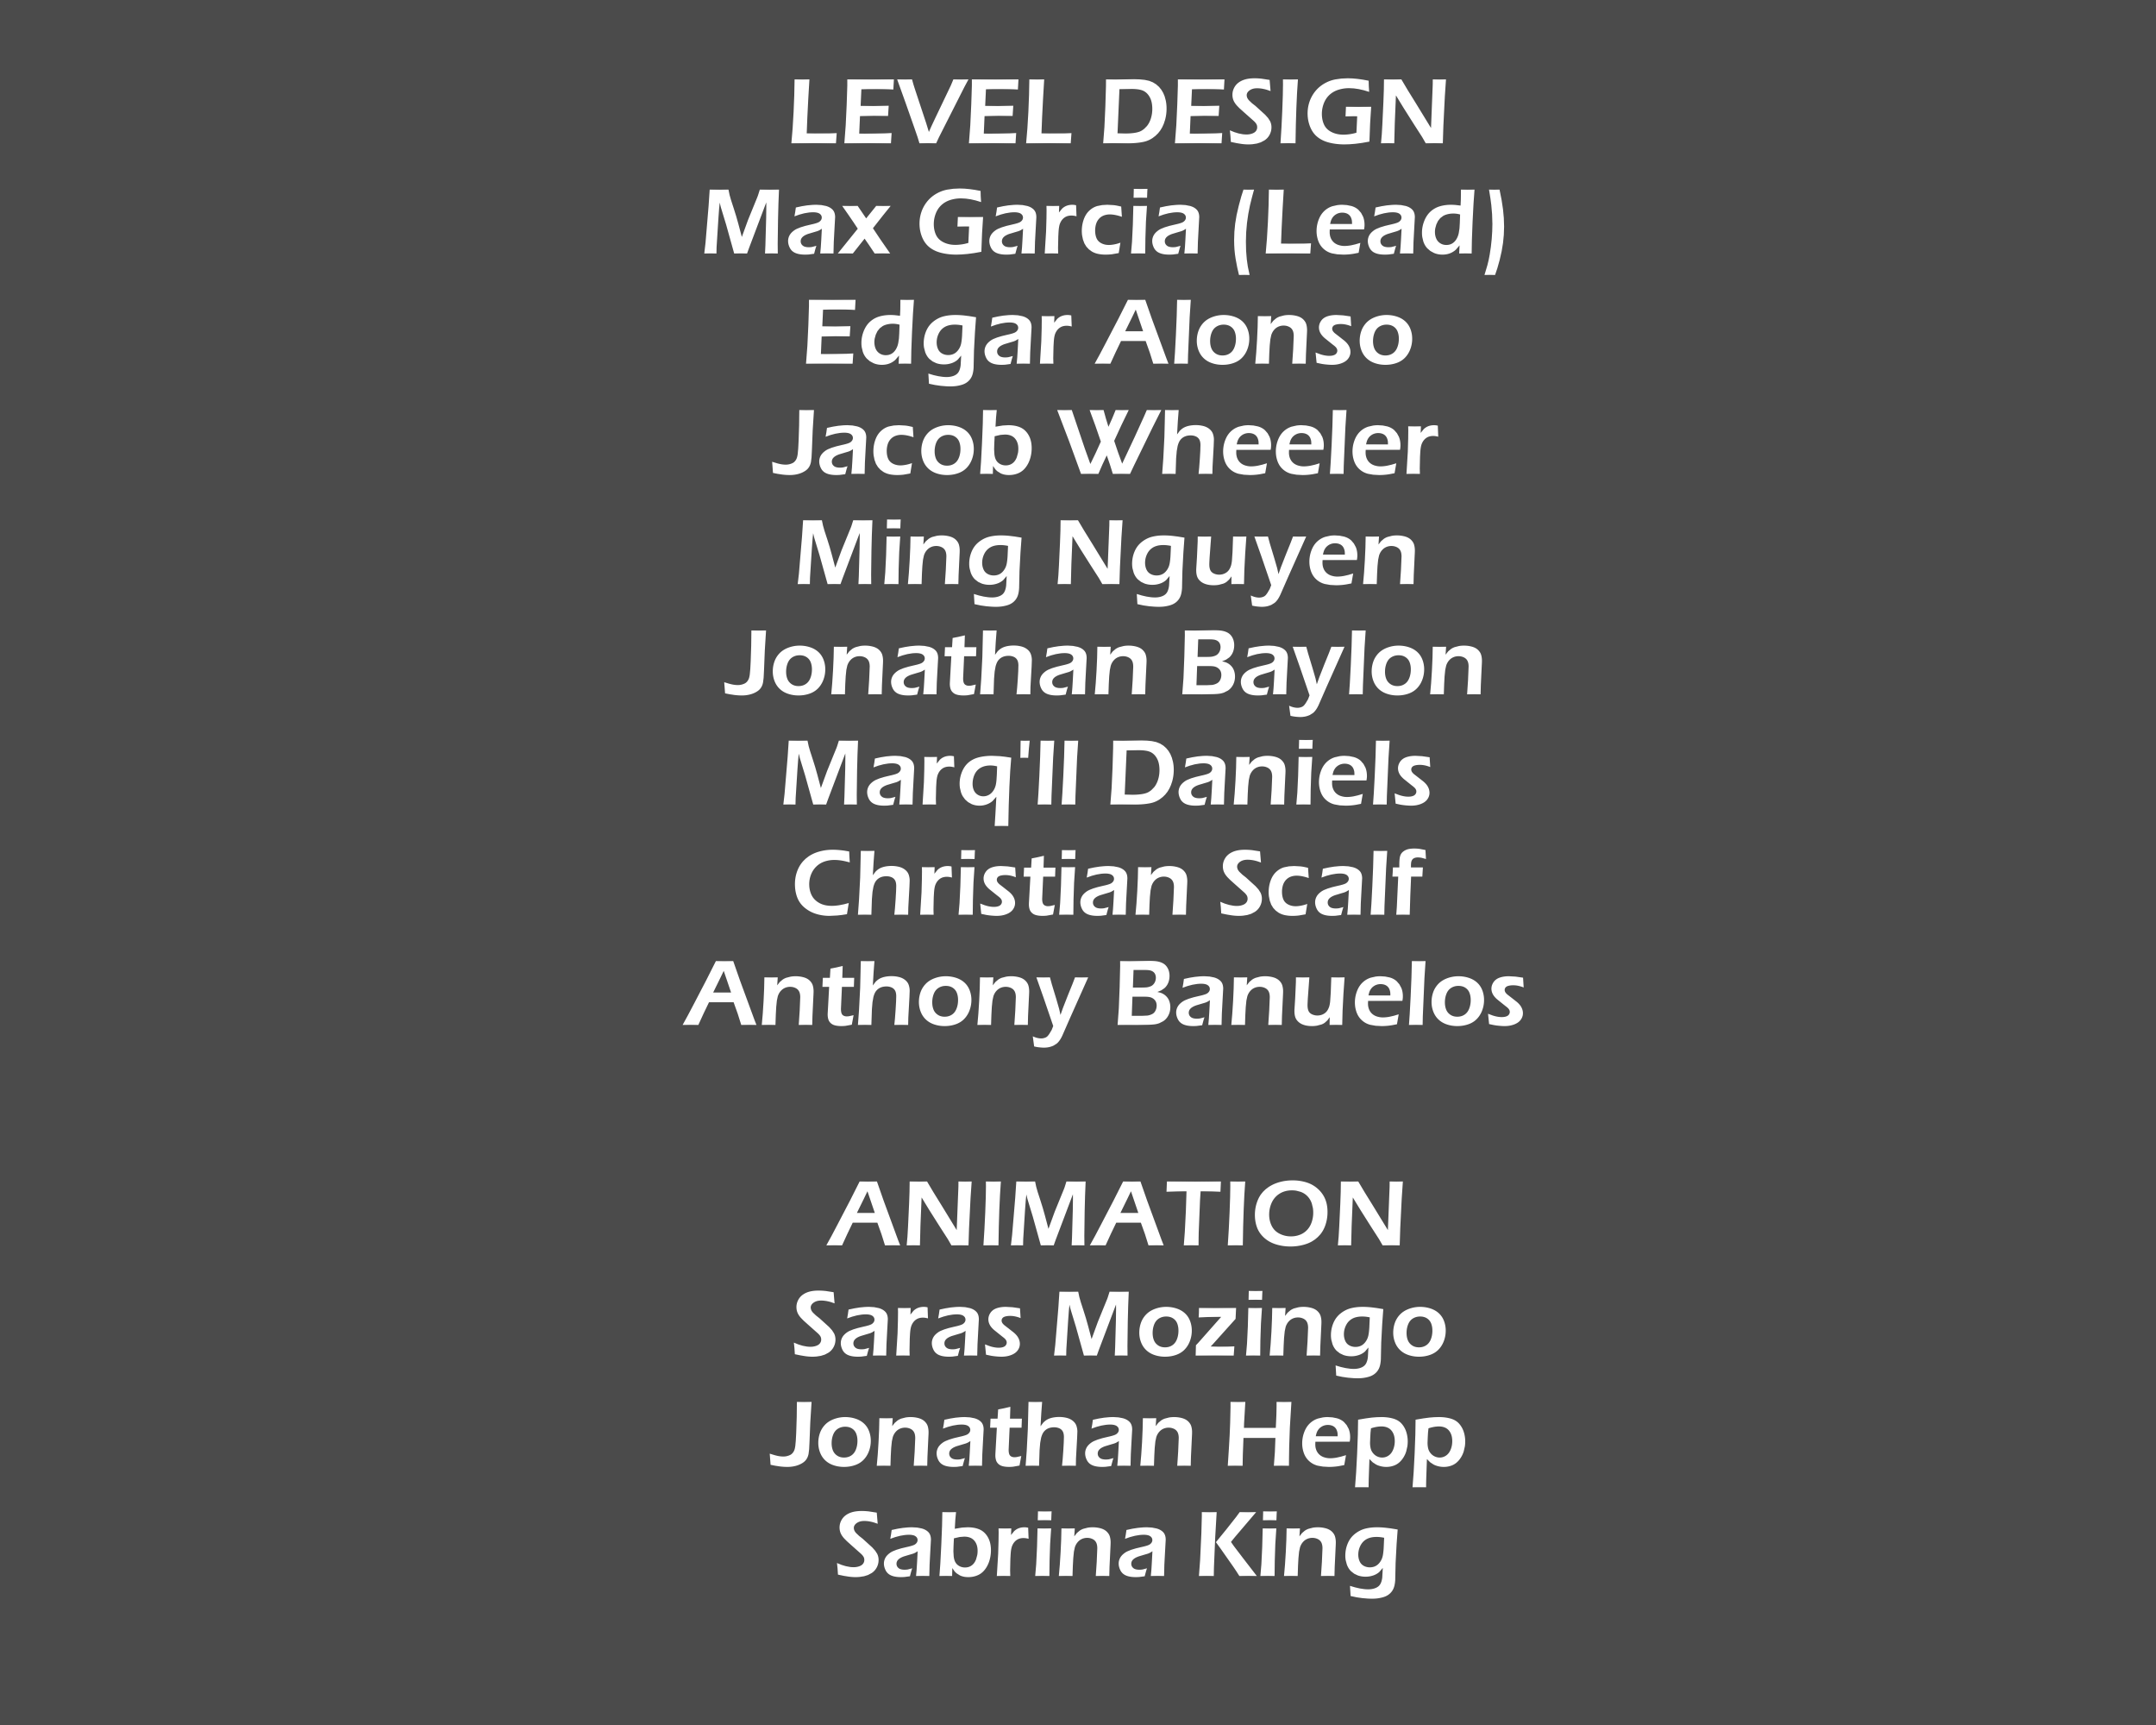 LEVEL DESIGN
Max Garcia (Lead)
Edgar Alonso
Jacob Wheeler
Ming Nguyen
Jonathan Baylon
Marq'll Daniels
Christian Scalf
Anthony Banuelos
ANIMATION
Sarras Mozingo
Jonathan Hepp
Sabrina King